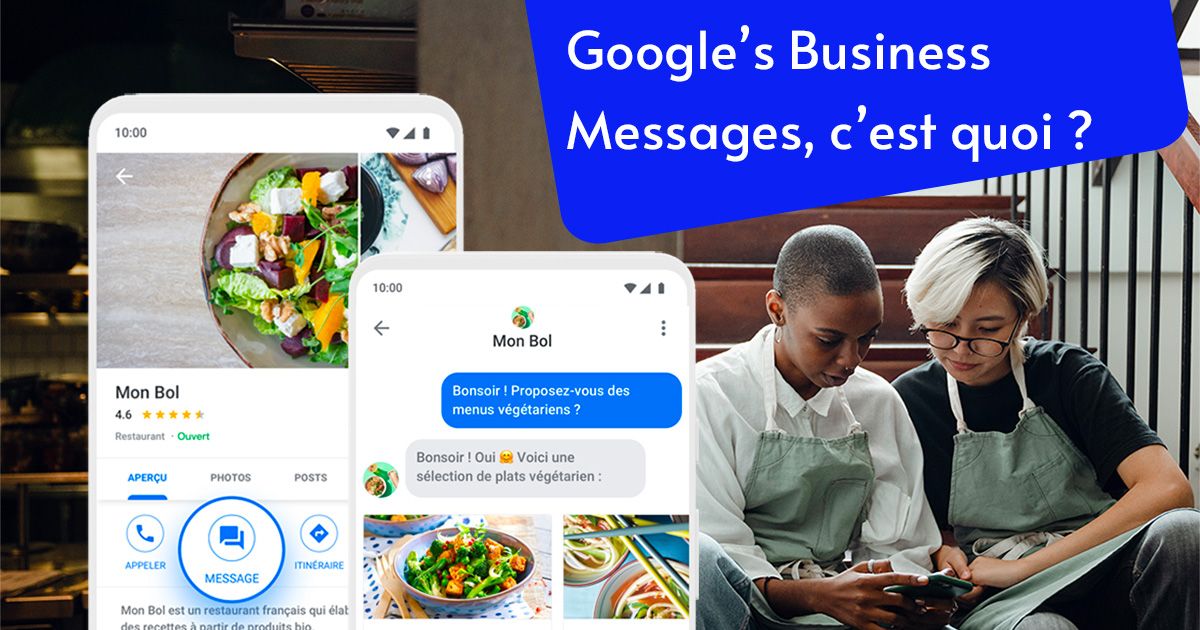 Google’s Business
Messages, c’est quoi ?
10:00
Mon Bol
4.6
Restaurant · Ouvert
APERÇU PHOTOS POSTS
APPELER MESSAGE ITINÉRAIRE
Mon Bol est un restaurant français qui élab
des recettes à partir de produits bio.
10:00
Mon Bol
Bonsoir ! Proposez-vous des
menus végétariens ?
Bonsoir ! Oui 🤗 Voici une
sélection de plats végétarien :